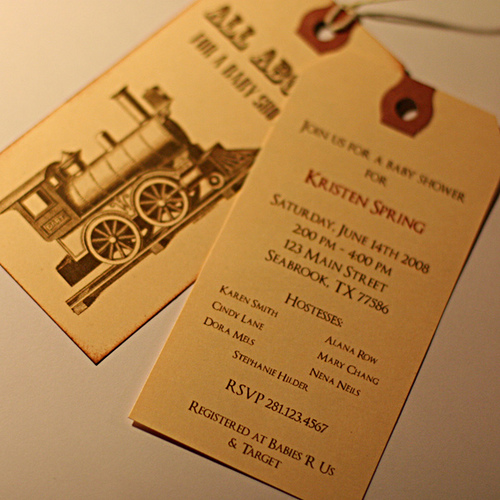 ALL ABO
FOR A BABY SHO
JOIN US FOR A BABY SHOWER
FOR
KRISTEN SPRING
SATURDAY, JUNE 14TH 2008
2:00 PM - 4:00 PM
123 MAIN STREET
SEABROOK, TX 77586
HOSTESSES:
KAREN SMITH
CINDY LANE
DORA MELS
ALANA ROW
MARY CHANG
NENA NEILS
STEPHANIE HILDER
RSVP 281.123.4567
REGISTERED AT BABIES 'R US
& TARGET